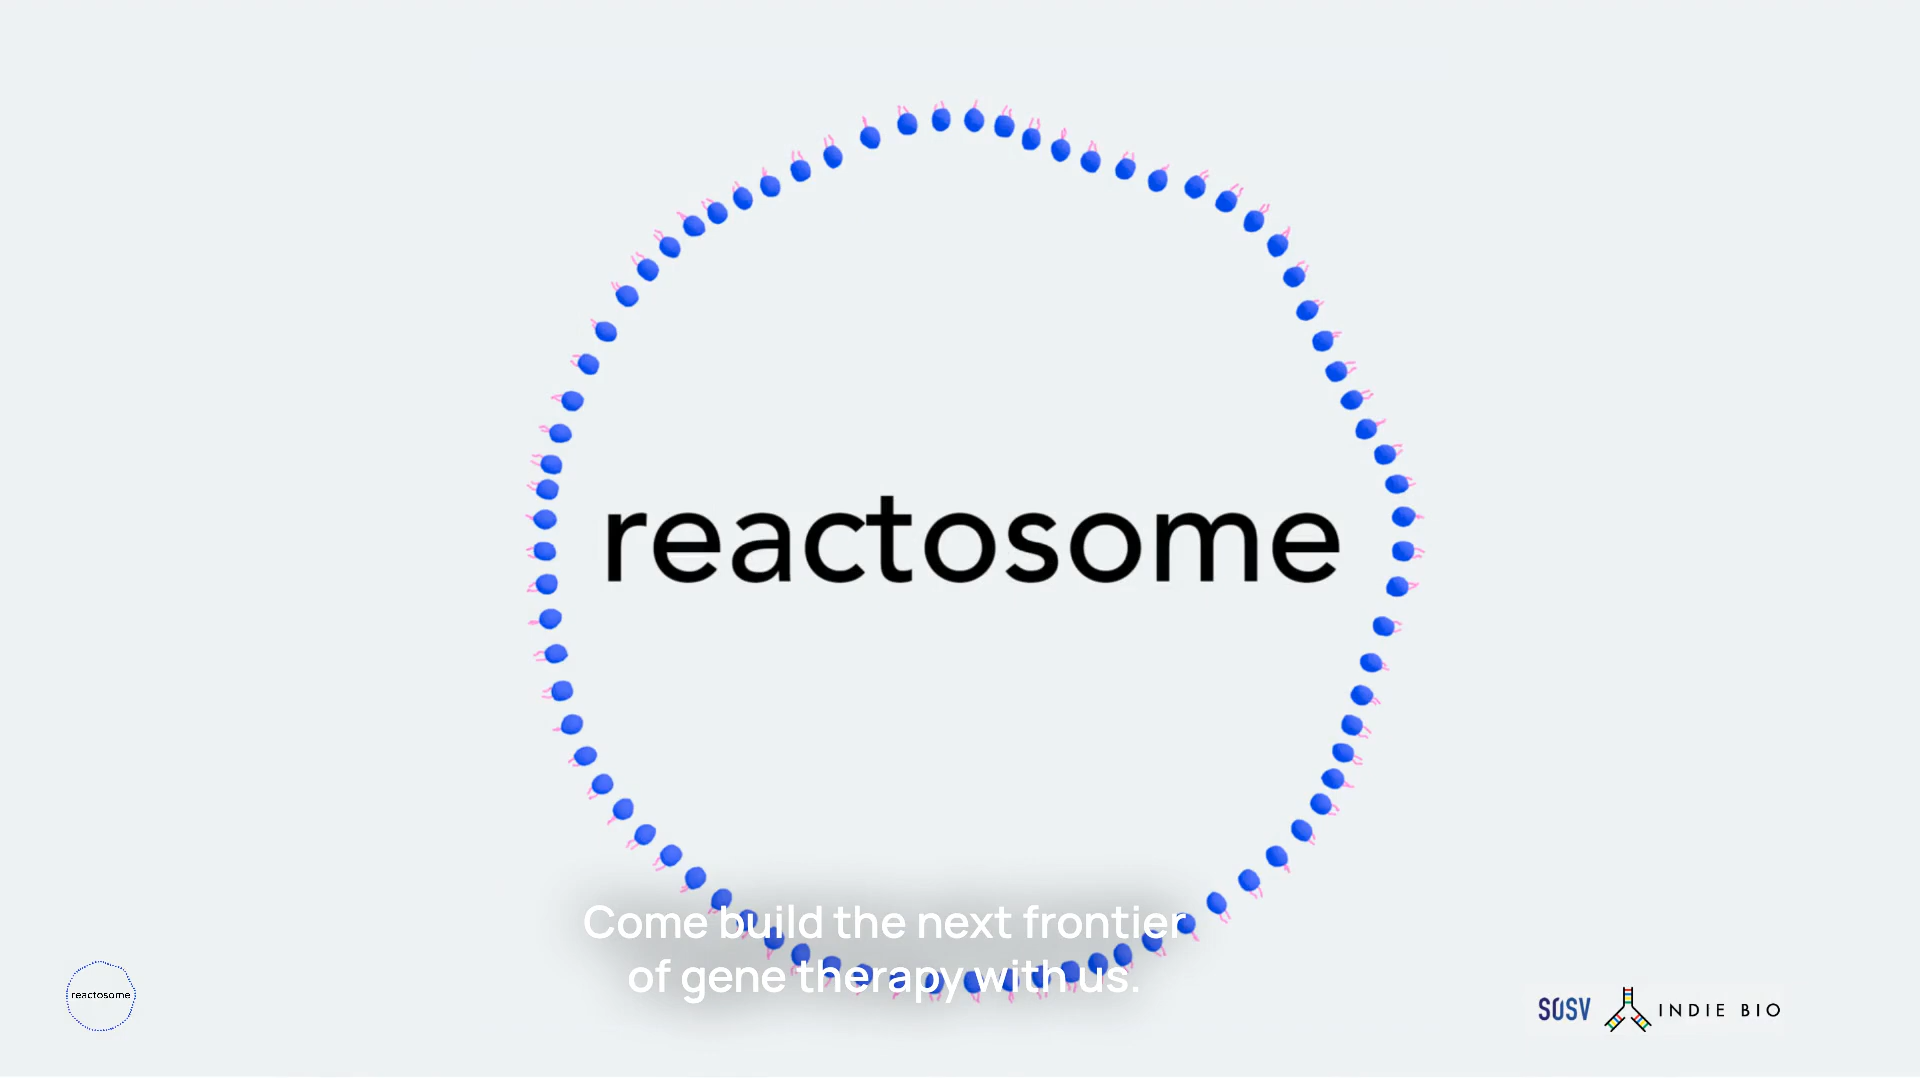 reactosome
Come build the next frontier
of gene therapy with us.
reactosome
SOSV INDIE BIO